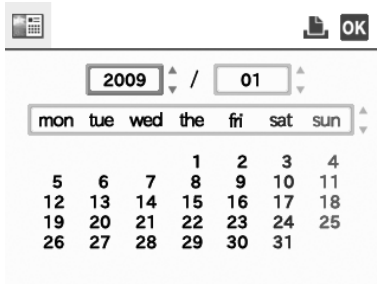 OK
2009 / 01
mon tue wed the fri sat sun
1 2 3 4
5 6 7 8 9 10 11
12 13 14 15 16 17 18
19 20 21 22 23 24 25
26 27 28 29 30 31